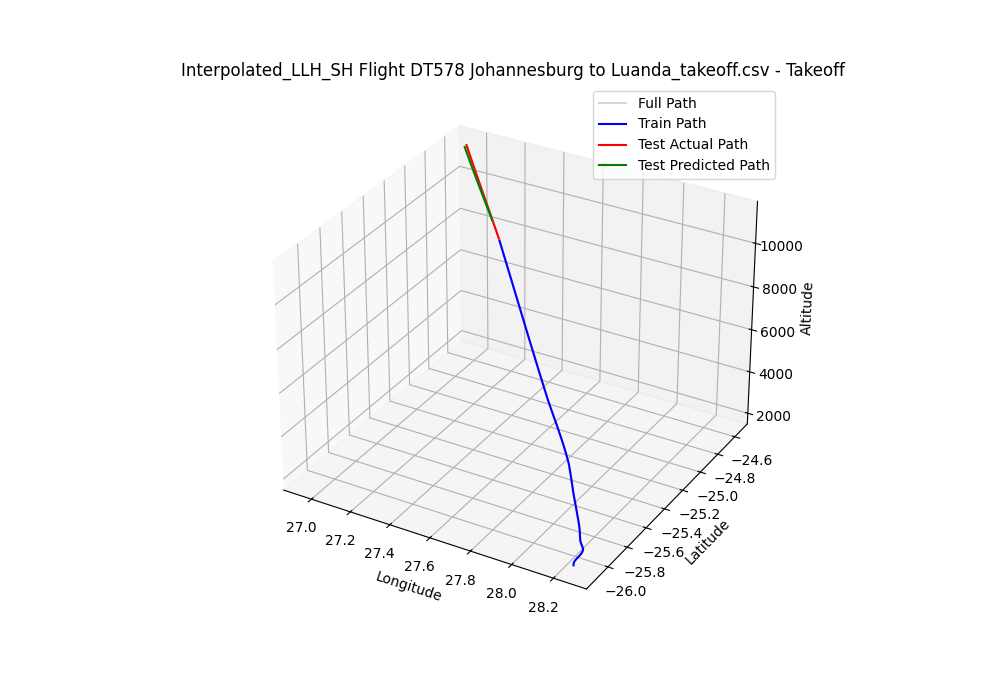 Interpolated_LLH_SH Flight DT578 Johannesburg to Luanda_takeoff.csv - Takeoff
Full Path
Train Path
Test Actual Path
Test Predicted Path
10000
8000
6000
4000
2000
Altitude
−24.6
−24.8
−25.0
−25.2
−25.4
−25.6
−25.8
−26.0
Latitude
27.0
27.2
27.4
27.6
27.8
28.0
28.2
Longitude